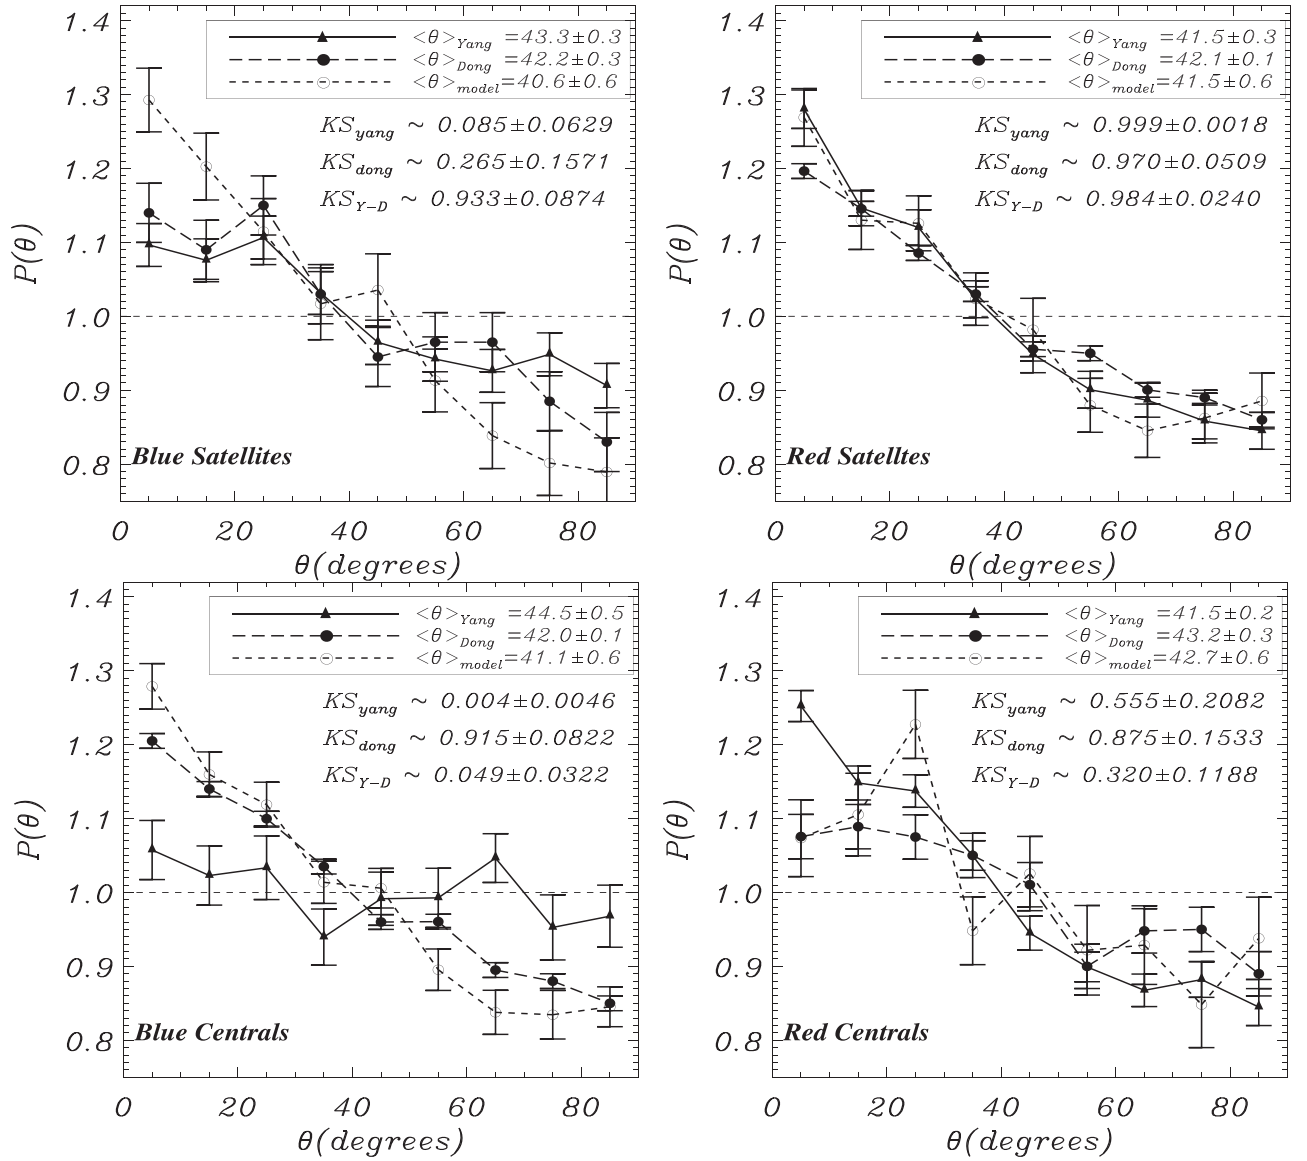 1.4
1.3
1.2
1.1
1.0
0.9
0.8
P(θ)
<θ>Yang =43.3±0.3
<θ>Dong =42.2±0.3
<θ>model=40.6±0.6
KSyang ~ 0.085±0.0629
KSdong ~ 0.265±0.1571
KSY-D ~ 0.933±0.0874
Blue Satellites
0 20 40 60 80
θ(degrees)
1.4
1.3
1.2
1.1
1.0
0.9
0.8
P(θ)
<θ>Yang =41.5±0.3
<θ>Dong =42.1±0.1
<θ>model=41.5±0.6
KSyang ~ 0.999±0.0018
KSdong ~ 0.970±0.0509
KSY-D ~ 0.984±0.0240
Red Satelltes
0 20 40 60 80
θ(degrees)
1.4
1.3
1.2
1.1
1.0
0.9
0.8
P(θ)
<θ>Yang =44.5±0.5
<θ>Dong =42.0±0.1
<θ>model=41.1±0.6
KSyang ~ 0.004±0.0046
KSdong ~ 0.915±0.0822
KSY-D ~ 0.049±0.0322
Blue Centrals
0 20 40 60 80
θ(degrees)
1.4
1.3
1.2
1.1
1.0
0.9
0.8
P(θ)
<θ>Yang =41.5±0.2
<θ>Dong =43.2±0.3
<θ>model=42.7±0.6
KSyang ~ 0.555±0.2082
KSdong ~ 0.875±0.1533
KSY-D ~ 0.320±0.1188
Red Centrals
0 20 40 60 80
θ(degrees)